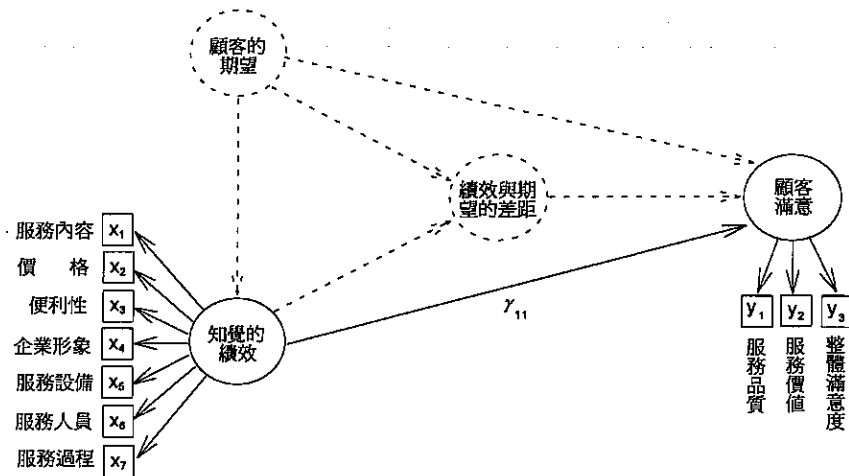 顧客的
期望
績效與期
望的差距
顧客
滿意
服務內容 X₁
價 格 X₂
便利性 X₃
企業形象 X₄
服務設備 X₅
服務人員 X₆
服務過程 X₇
知覺的
績效
γ₁₁
y₁ y₂ y₃
服務品質
服務價值
整體滿意度